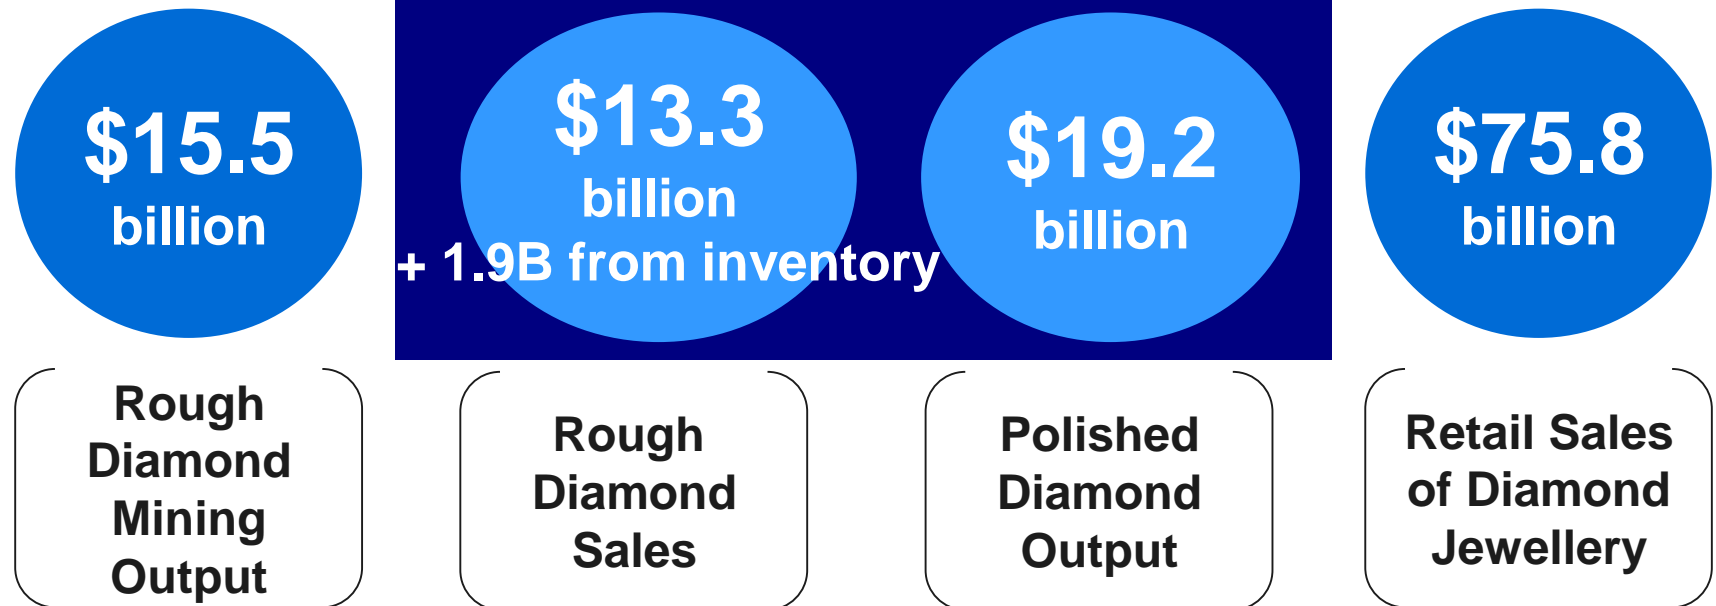 $15.5
billion
$13.3
billion
+ 1.9B from inventory
$19.2
billion
$75.8
billion
Rough
Diamond
Mining
Output
Rough
Diamond
Sales
Polished
Diamond
Output
Retail Sales
of Diamond
Jewellery